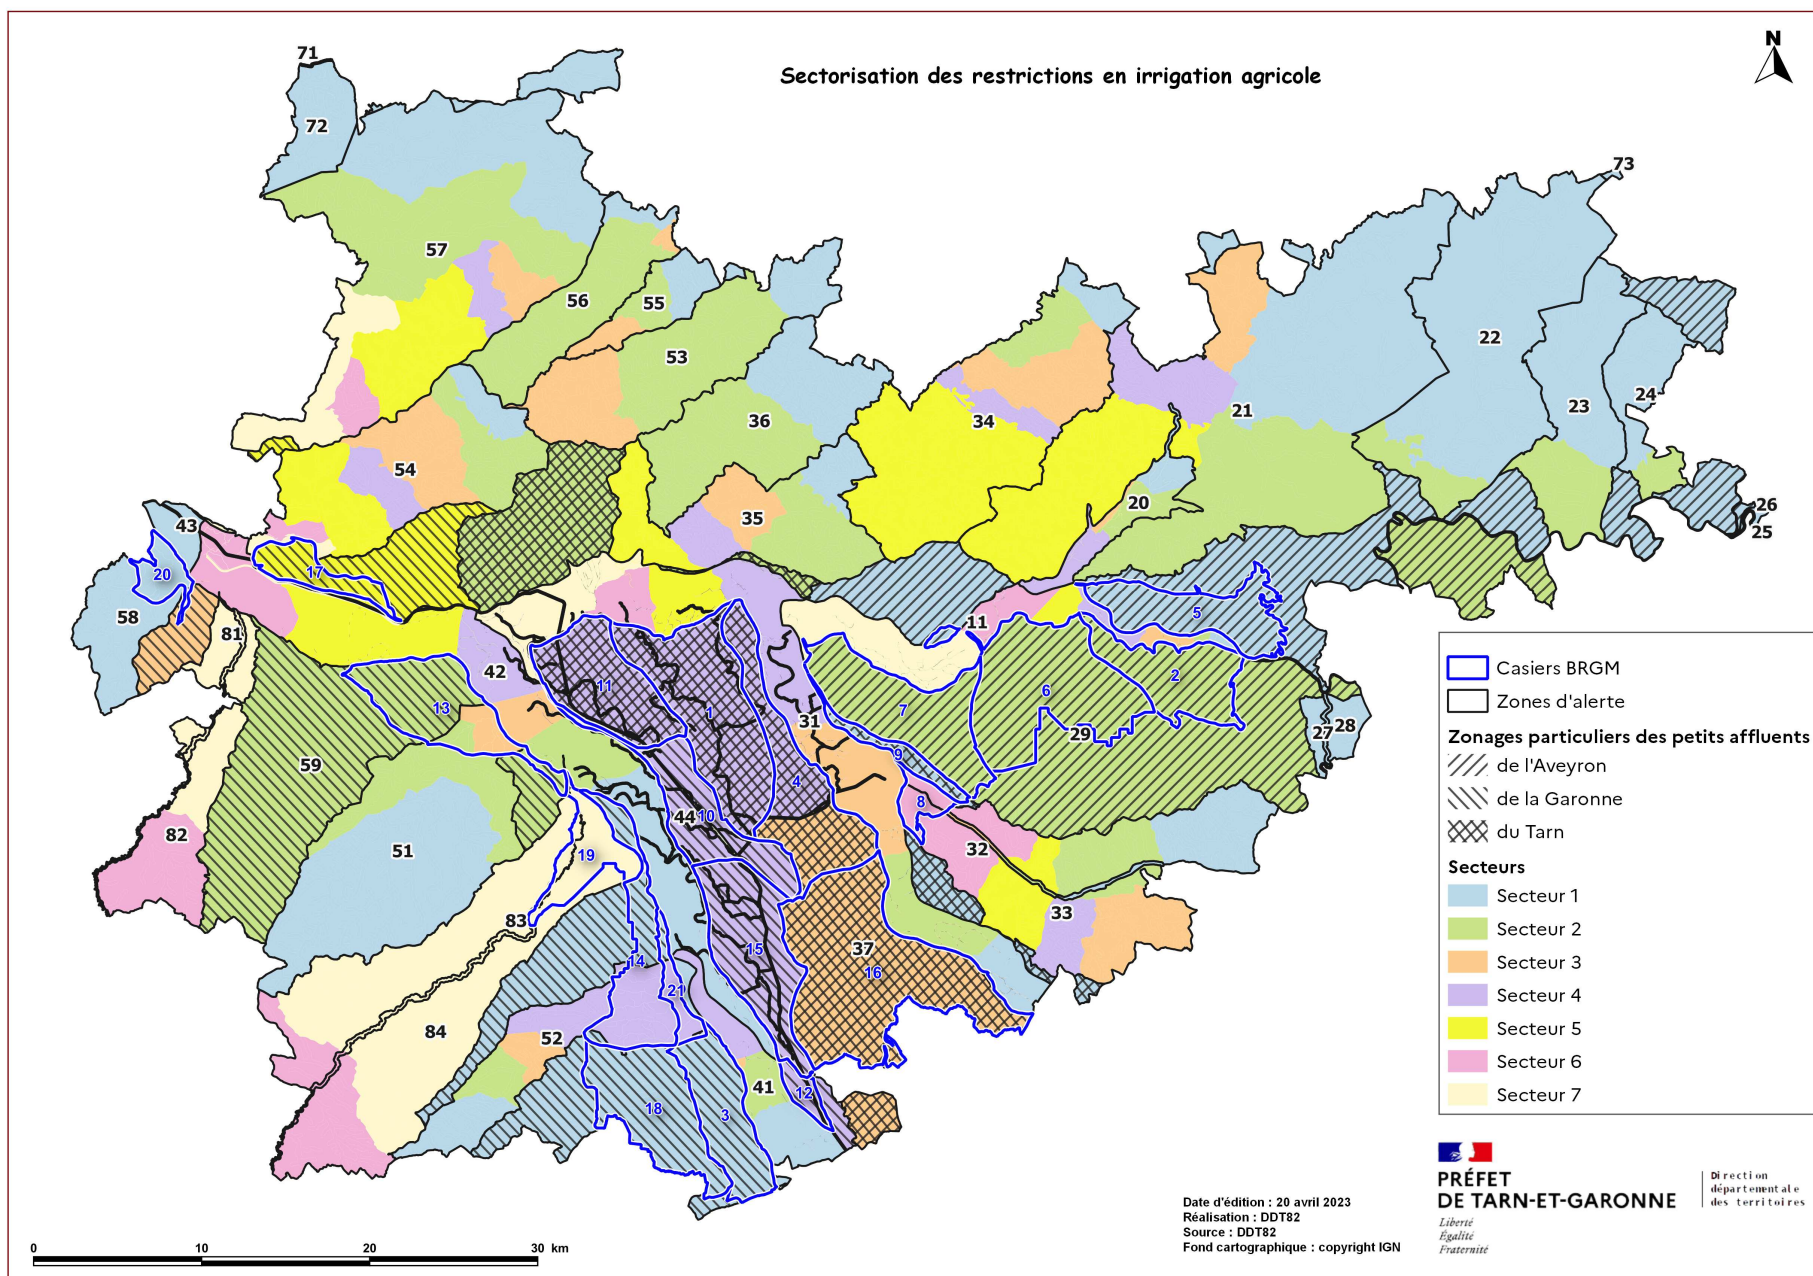 Sectorisation des restrictions en irrigation agricole
N
71
72
73
57
56
55
53
22
23
24
21
34
36
54
35
20
26
25
43
20
17
58
81
11
5
42
13
11
1
31
7
6
2
29
27
28
59
9
4
8
44
10
82
51
19
32
83
33
15
37
16
14
21
84
52
41
12
18
3
Casiers BRGM
Zones d'alerte
Zonages particuliers des petits affluents
de l'Aveyron
de la Garonne
du Tarn
Secteurs
Secteur 1
Secteur 2
Secteur 3
Secteur 4
Secteur 5
Secteur 6
Secteur 7
PRÉFET
DE TARN-ET-GARONNE
Liberté
Égalité
Fraternité
Direction
départementale
des territoires
Date d'édition : 20 avril 2023
Réalisation : DDT82
Source : DDT82
Fond cartographique : copyright IGN
0 10 20 30 km